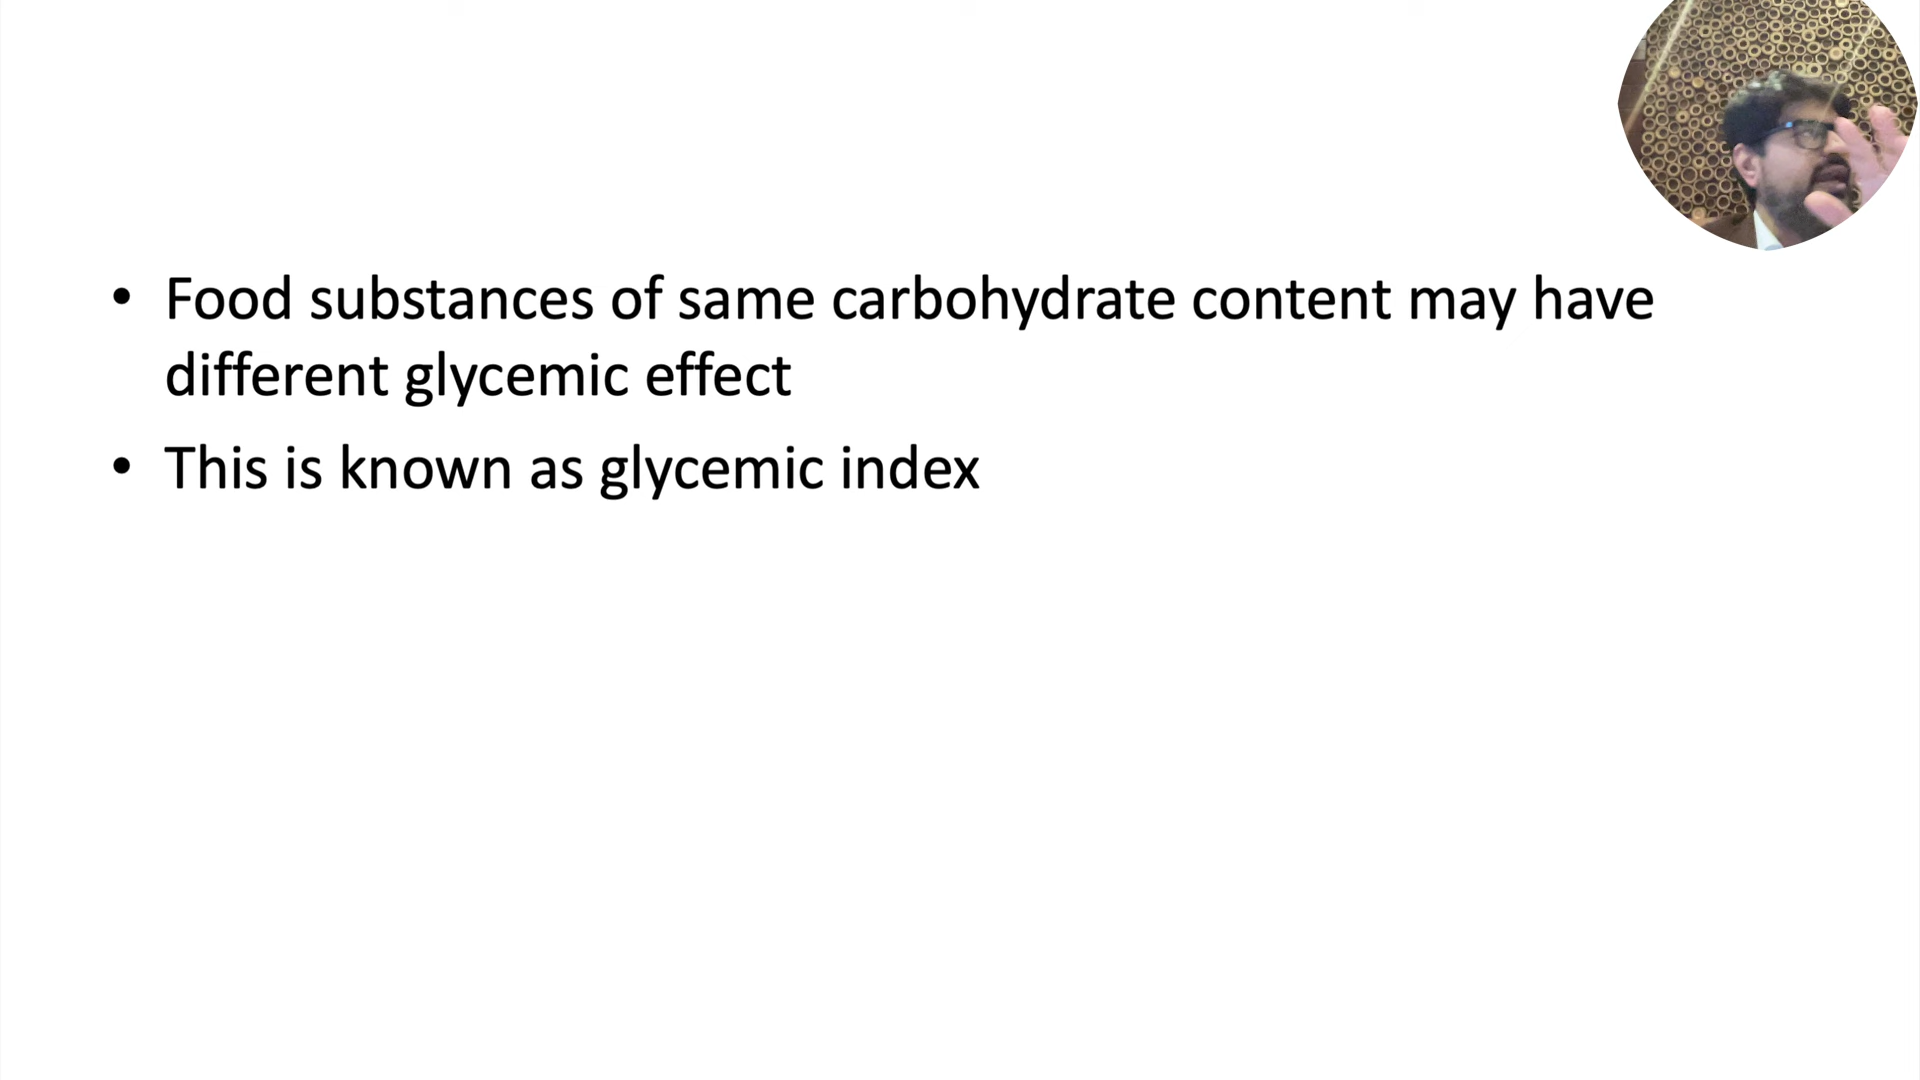 • Food substances of same carbohydrate content may have
different glycemic effect
• This is known as glycemic index